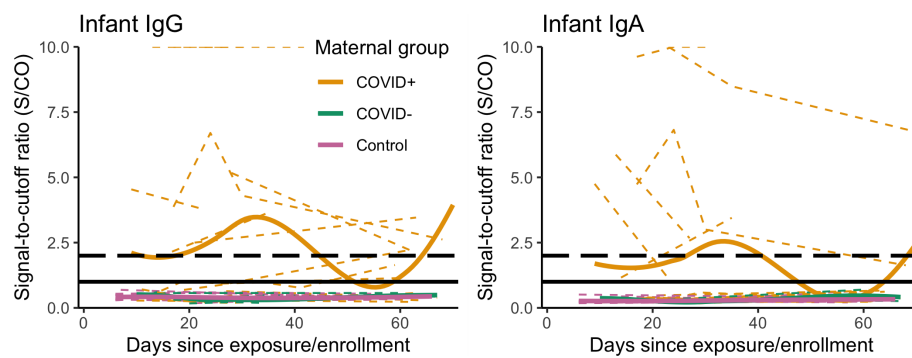 Infant IgG
Signal-to-cutoff ratio (S/CO)
10.0
7.5
5.0
2.5
0.0
Maternal group
COVID+
COVID-
Control
0
20
40
60
Days since exposure/enrollment
Infant IgA
Signal-to-cutoff ratio (S/CO)
10.0
7.5
5.0
2.5
0.0
0
20
40
60
Days since exposure/enrollment